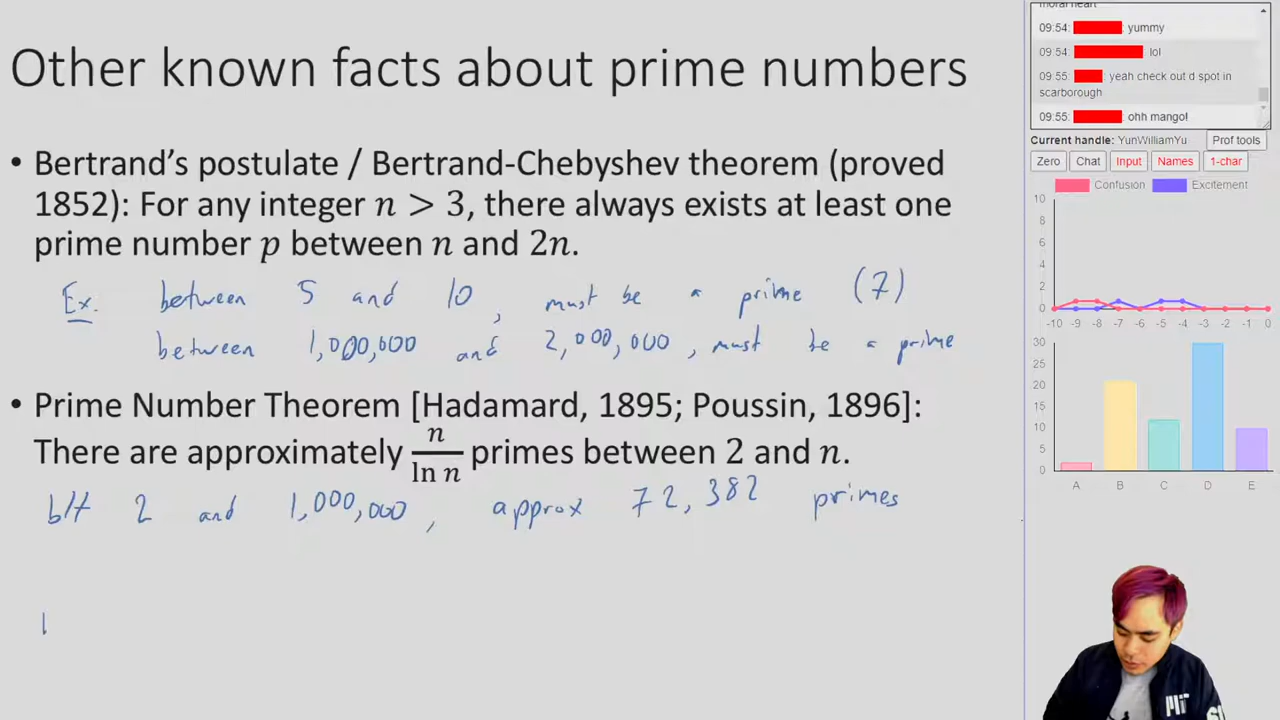 Other known facts about prime numbers
• Bertrand's postulate / Bertrand-Chebyshev theorem (proved
1852): For any integer n > 3, there always exists at least one
prime number p between n and 2n.
Ex. between 5 and 10, must be a prime (7)
between 1,000,000 and 2,000,000, must be a prime
• Prime Number Theorem [Hadamard, 1895; Poussin, 1896]:
There are approximately n/ln n primes between 2 and n.
b/t 2 and 1,000,000, approx 72,382 primes
09:54: yummy
09:54 lol
09:55: yeah check out d spot in
scarborough
09:55: ohh mango!
Current handle: YunWilliamYu Prof tools
Zero Chat Input Names 1-char
Confusion Excitement
10
8
6
4
2
0
-10 -9 -8 -7 -6 -5 -4 -3 -2 -1 0
30
25
20
15
10
5
0
A B C D E
MIT